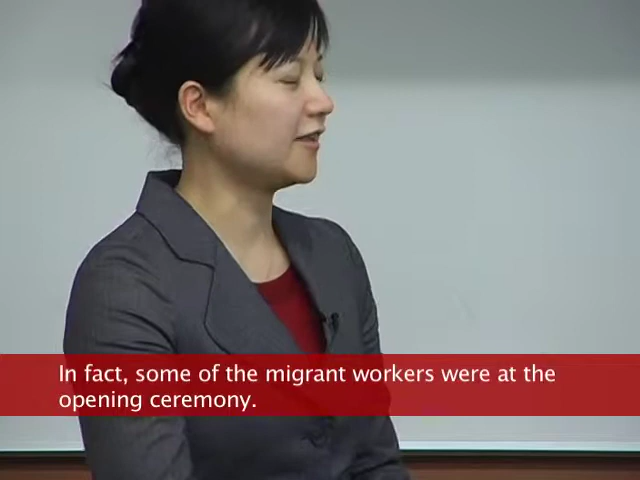 In fact, some of the migrant workers were at the
opening ceremony.